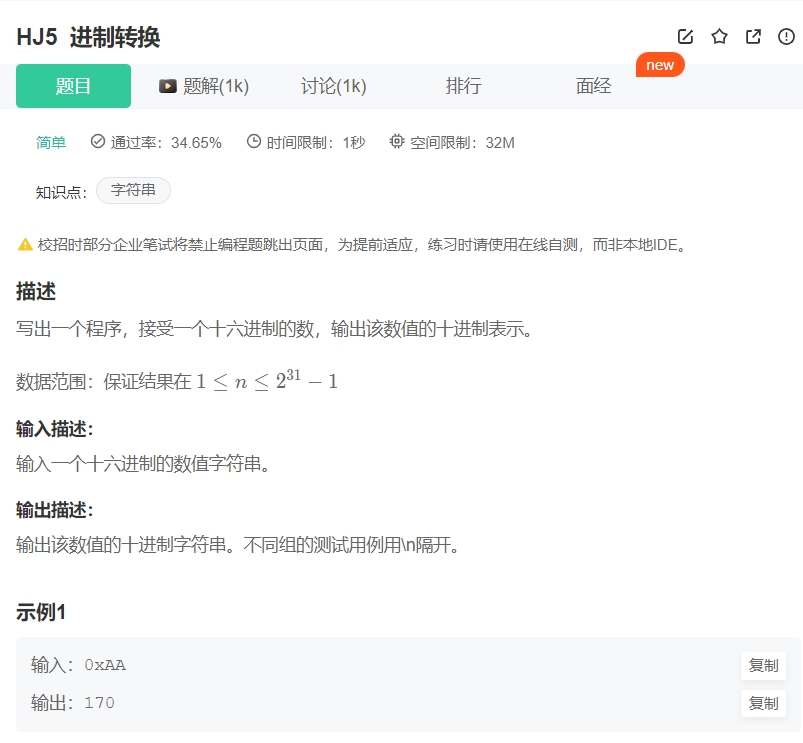 HJ5 进制转换
new
题目 题解(1k) 讨论(1k) 排行 面经
简单 通过率：34.65% 时间限制：1秒 空间限制：32M
知识点： 字符串
校招时部分企业笔试将禁止编程题跳出页面，为提前适应，练习时请使用在线自测，而非本地IDE。
描述
写出一个程序，接受一个十六进制的数，输出该数值的十进制表示。
数据范围：保证结果在 1 ≤ n ≤ 2^31 − 1
输入描述：
输入一个十六进制的数值字符串。
输出描述：
输出该数值的十进制字符串。不同组的测试用例用\n隔开。
示例1
输入：0xAA 复制
输出：170 复制